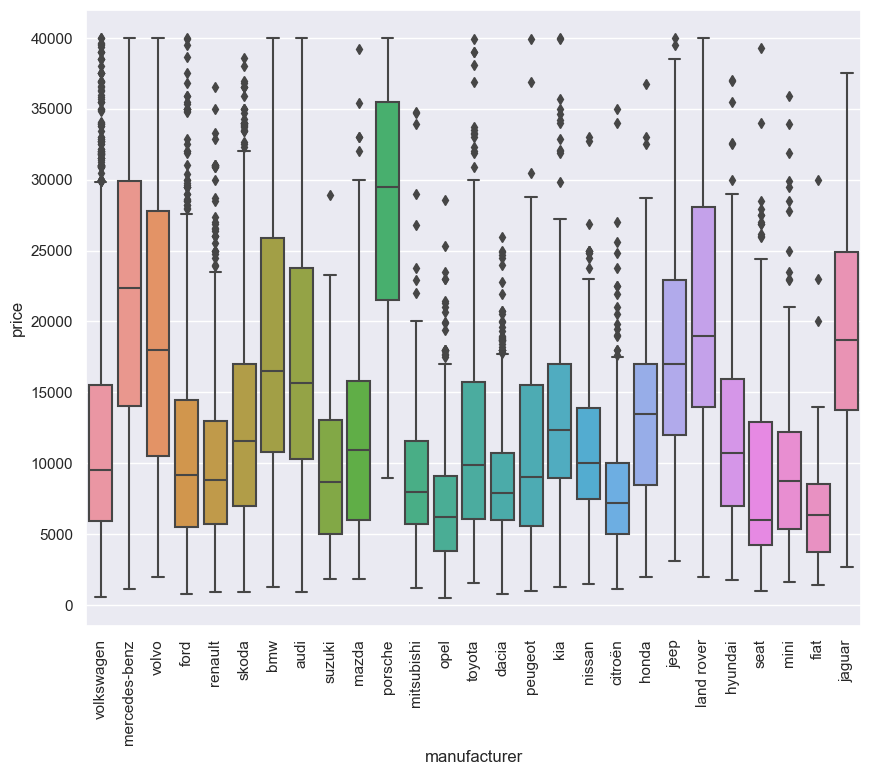 40000
35000
30000
25000
20000
15000
10000
5000
0
price
volkswagen
mercedes-benz
volvo
ford
renault
skoda
bmw
audi
suzuki
mazda
porsche
mitsubishi
opel
toyota
dacia
peugeot
kia
nissan
citroën
honda
jeep
land rover
hyundai
seat
mini
fiat
jaguar
manufacturer